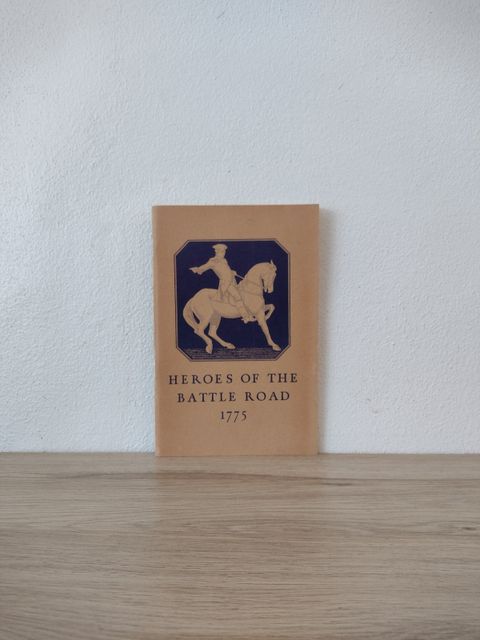 HEROES OF THE
BATTLE ROAD
1775